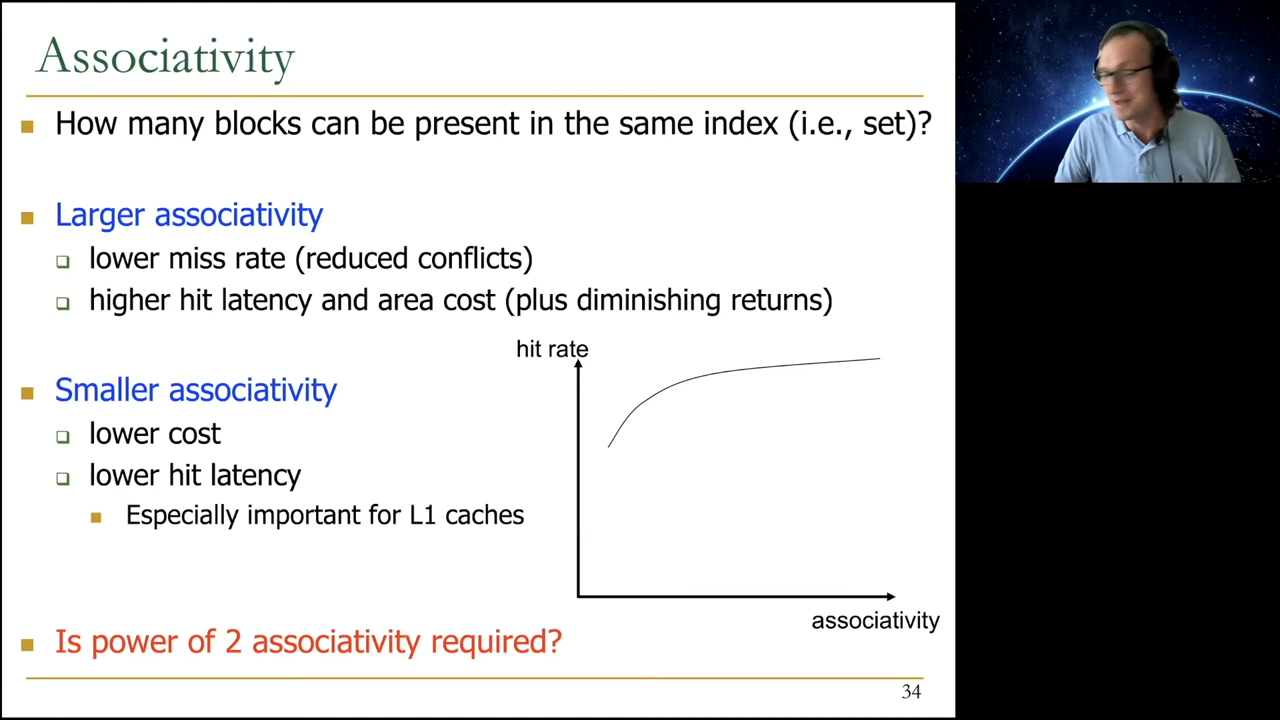 Associativity
How many blocks can be present in the same index (i.e., set)?
Larger associativity
lower miss rate (reduced conflicts)
higher hit latency and area cost (plus diminishing returns)
hit rate
Smaller associativity
lower cost
lower hit latency
Especially important for L1 caches
associativity
Is power of 2 associativity required?
34